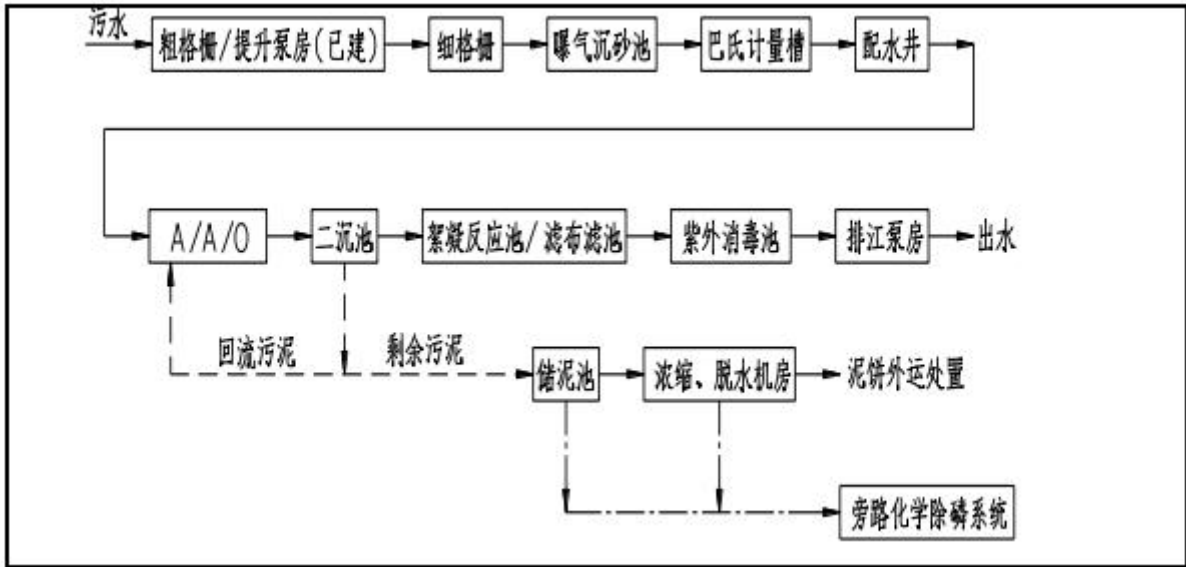 污水
粗格栅/提升泵房(已建)
细格栅
曝气沉砂池
巴氏计量槽
配水井
A/A/O
二沉池
絮凝反应池/滤布滤池
紫外消毒池
排江泵房
出水
回流污泥
剩余污泥
储泥池
浓缩、脱水机房
泥饼外运处置
旁路化学除磷系统